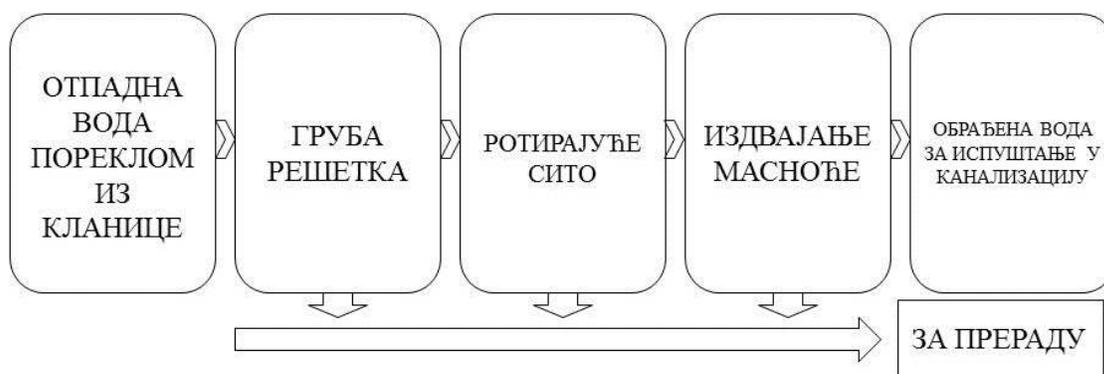 ОТПАДНА
ВОДА
ПОРЕКЛОМ
ИЗ
КЛАНИЦЕ
ГРУБА
РЕШЕТКА
РОТИРАЈУЋЕ
СИТО
ИЗДВАЈАЊЕ
МАСНОЋЕ
ОБРАЂЕНА ВОДА
ЗА ИСПУШТАЊЕ У
КАНАЛИЗАЦИЈУ
ЗА ПРЕРАДУ